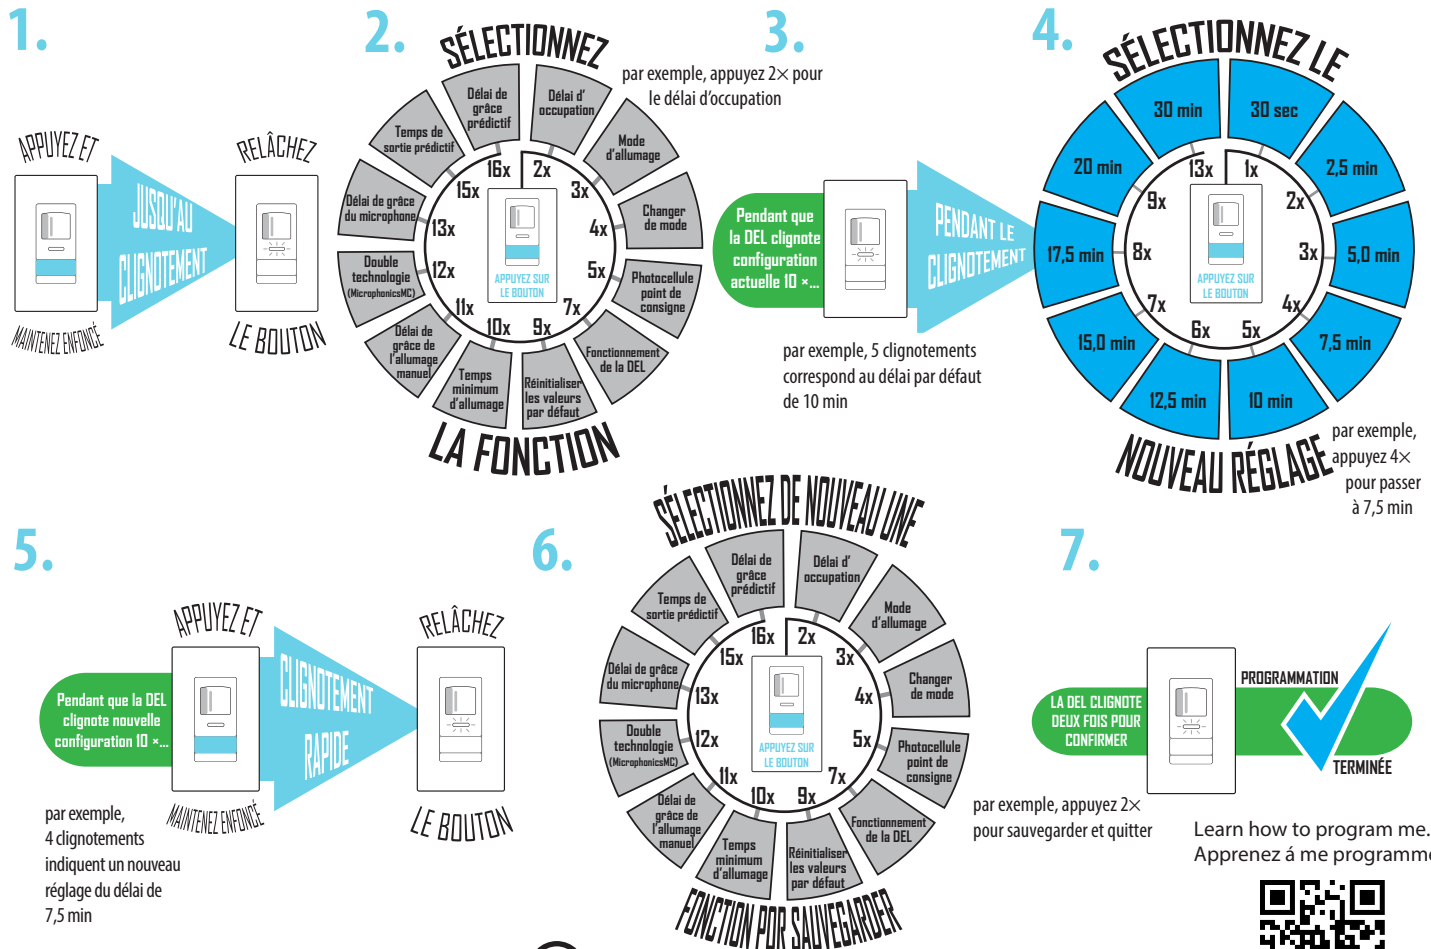 1.
APPUYEZ ET
MAINTENEZ ENFONCÉ
JUSQU'AU
CLIGNOTEMENT
RELÂCHEZ
LE BOUTON
2.
SÉLECTIONNEZ
LA FONCTION
par exemple, appuyez 2× pour
le délai d'occupation
Délai d'
occupation
2x
Mode
d'allumage
3x
Changer
de mode
4x
Photocellule
point de
consigne
5x
Fonctionnement
de la DEL
7x
Réinitialiser
les valeurs
par défaut
9x
Temps
minimum
d'allumage
10x
Délai de
grâce de
l'allumage
manuel
11x
Double
technologie
(MicrophonicsMC)
12x
Délai de grâce
du microphone
13x
Temps de
sortie prédictif
15x
Délai de
grâce
prédictif
16x
APPUYEZ SUR
LE BOUTON
3.
Pendant que
la DEL clignote
configuration
actuelle 10 ×...
PENDANT LE
CLIGNOTEMENT
par exemple, 5 clignotements
correspond au délai par défaut
de 10 min
4.
SÉLECTIONNEZ LE
NOUVEAU RÉGLAGE
30 sec
1x
2,5 min
2x
5,0 min
3x
7,5 min
4x
10 min
5x
12,5 min
6x
15,0 min
7x
17,5 min
8x
20 min
9x
30 min
13x
APPUYEZ SUR
LE BOUTON
par exemple,
appuyez 4×
pour passer
à 7,5 min
5.
Pendant que la DEL
clignote nouvelle
configuration 10 ×...
APPUYEZ ET
MAINTENEZ ENFONCÉ
CLIGNOTEMENT
RAPIDE
RELÂCHEZ
LE BOUTON
par exemple,
4 clignotements
indiquent un nouveau
réglage du délai de
7,5 min
6.
SÉLECTIONNEZ DE NOUVEAU UNE
FONCTION POR SAUVEGARDER
Délai d'
occupation
2x
Mode
d'allumage
3x
Changer
de mode
4x
Photocellule
point de
consigne
5x
Fonctionnement
de la DEL
7x
Réinitialiser
les valeurs
par défaut
9x
Temps
minimum
d'allumage
10x
Délai de
grâce de
l'allumage
manuel
11x
Double
technologie
(MicrophonicsMC)
12x
Délai de grâce
du microphone
13x
Temps de
sortie prédictif
15x
Délai de
grâce
prédictif
16x
APPUYEZ SUR
LE BOUTON
par exemple, appuyez 2×
pour sauvegarder et quitter
7.
LA DEL CLIGNOTE
DEUX FOIS POUR
CONFIRMER
PROGRAMMATION
TERMINÉE
Learn how to program me.
Apprenez á me programme